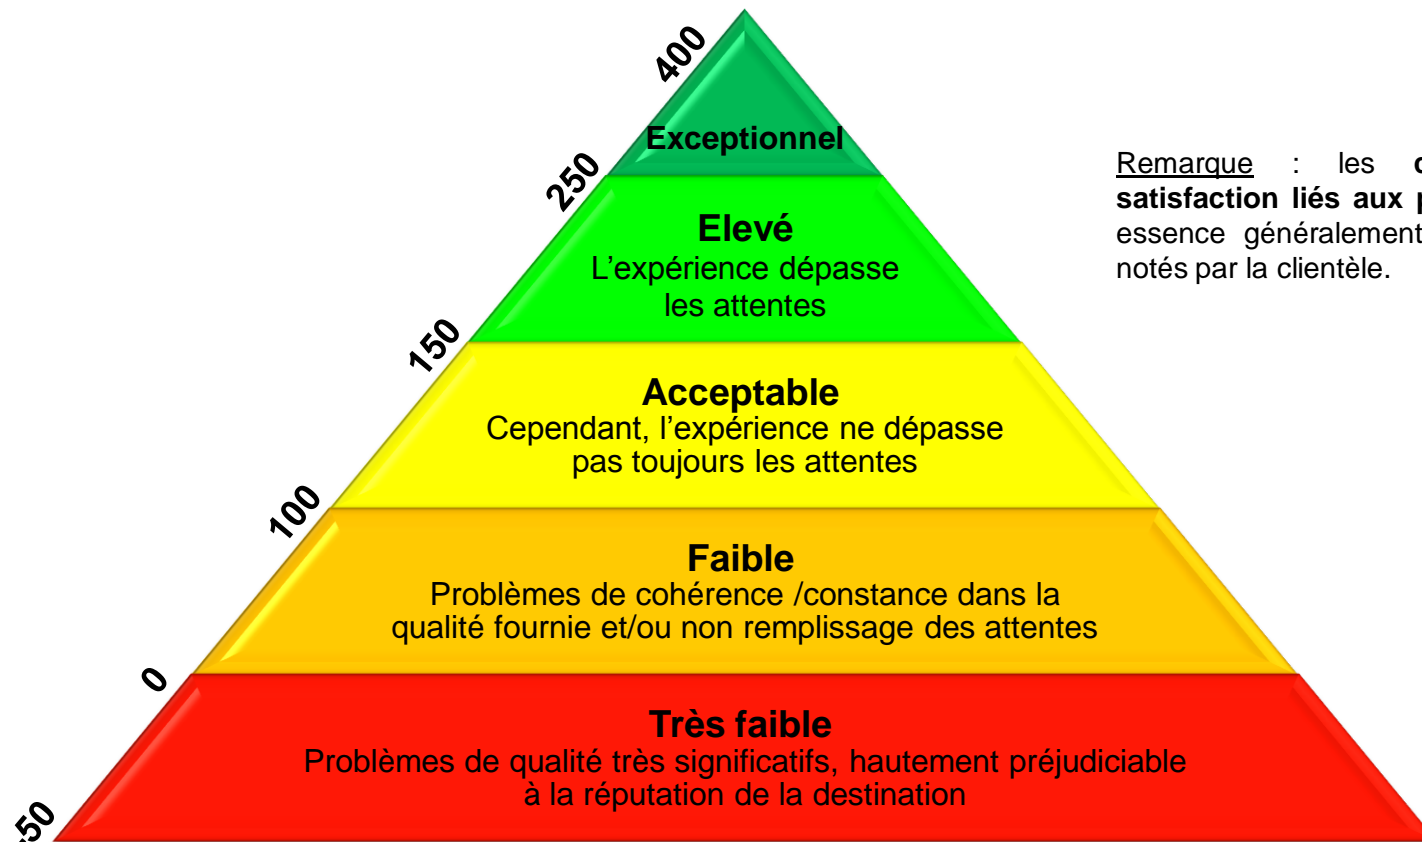 400
Exceptionnel
250
Elevé
L'expérience dépasse
les attentes
150
Acceptable
Cependant, l'expérience ne dépasse
pas toujours les attentes
100
Faible
Problèmes de cohérence /constance dans la
qualité fournie et/ou non remplissage des attentes
0
Très faible
Problèmes de qualité très significatifs, hautement préjudiciable
à la réputation de la destination
Remarque : les
satisfaction liés aux
essence généralement
notés par la clientèle.